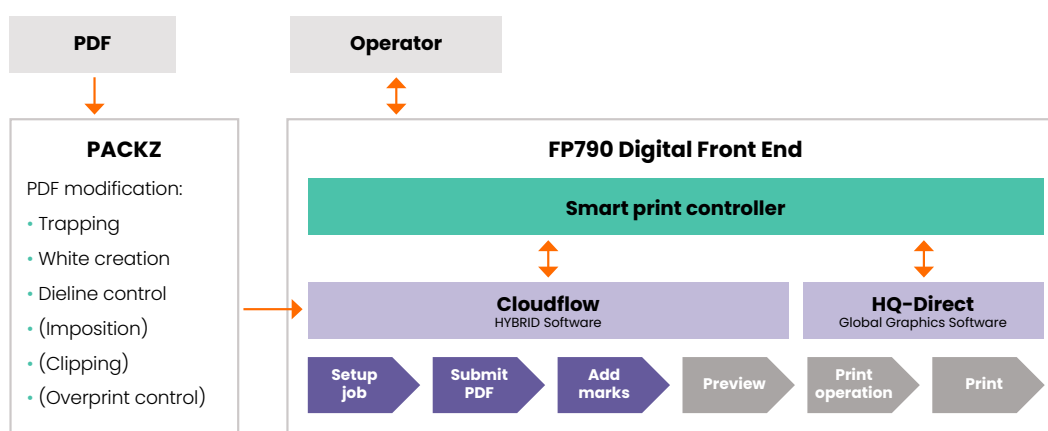 PDF
Operator
PACKZ
PDF modification:
• Trapping
• White creation
• Dieline control
• (Imposition)
• (Clipping)
• (Overprint control)
FP790 Digital Front End
Smart print controller
Cloudflow
HYBRID Software
HQ-Direct
Global Graphics Software
Setup
job
Submit
PDF
Add
marks
Preview
Print
operation
Print